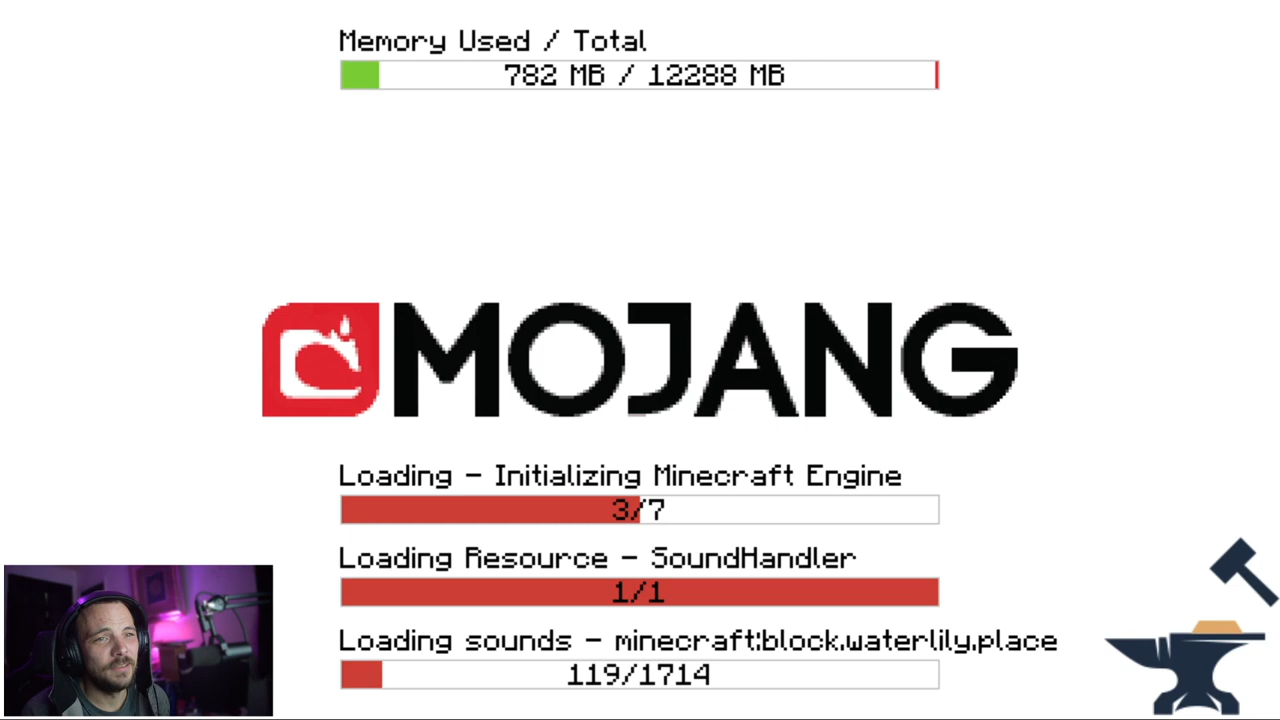 Memory Used / Total
782 MB / 12288 MB
MOJANG
Loading - Initializing Minecraft Engine
3/7
Loading Resource - SoundHandler
1/1
Loading sounds - minecraft:block.waterlily.place
119/1714